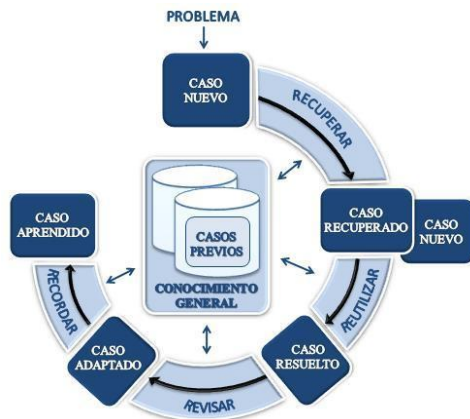 PROBLEMA
CASO
NUEVO
RECUPERAR
CASO
RECUPERADO
CASO
NUEVO
REUTILIZAR
CASO
RESUELTO
REVISAR
CASO
ADAPTADO
RECORDAR
CASO
APRENDIDO
CASOS
PREVIOS
CONOCIMIENTO
GENERAL